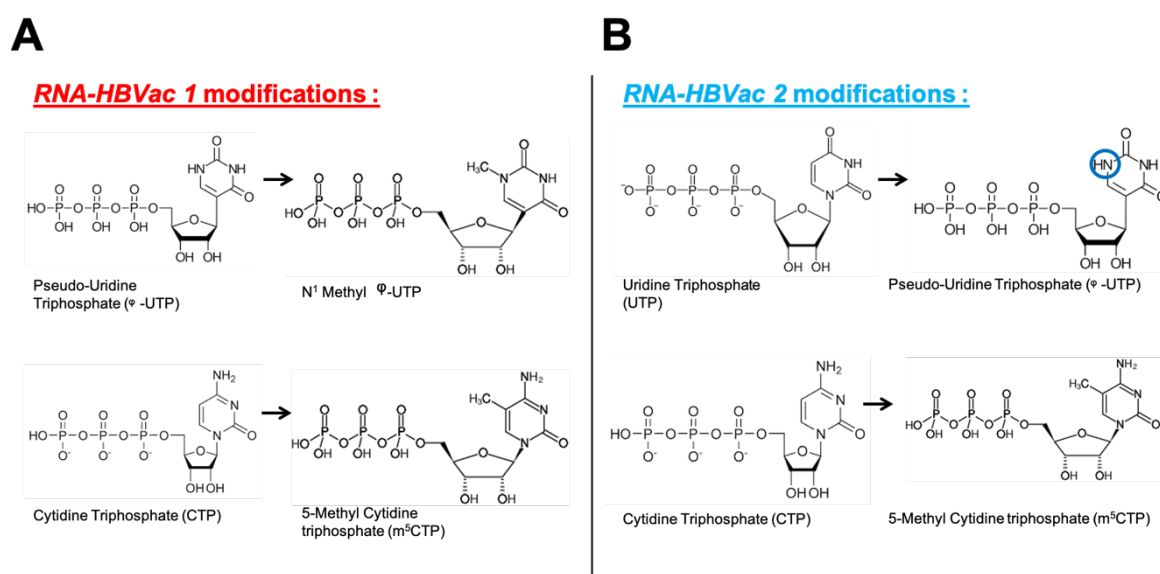 A
B
RNA-HBVac 1 modifications :
RNA-HBVac 2 modifications :
Pseudo-Uridine
Triphosphate (φ -UTP)
N¹ Methyl φ-UTP
Uridine Triphosphate
(UTP)
Pseudo-Uridine Triphosphate (φ -UTP)
Cytidine Triphosphate (CTP)
5-Methyl Cytidine
triphosphate (m⁵CTP)
Cytidine Triphosphate (CTP)
5-Methyl Cytidine triphosphate (m⁵CTP)